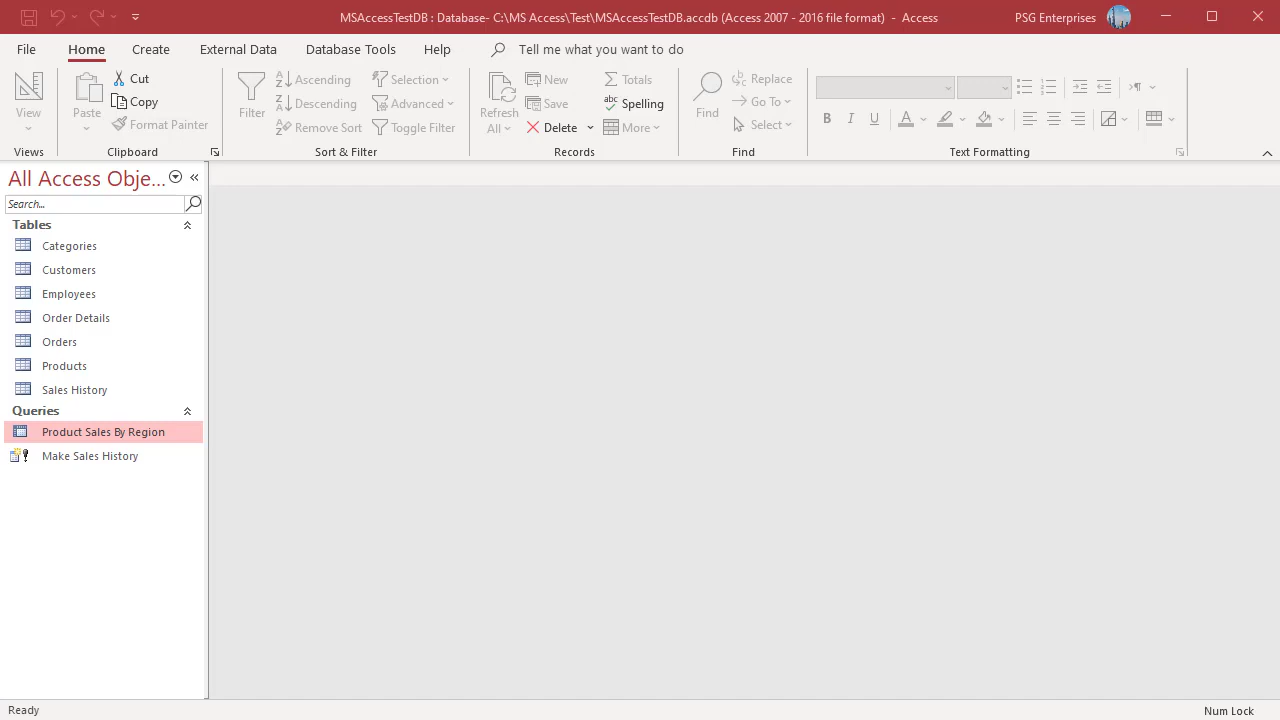 MSAccessTestDB : Database- C:\MS Access\Test\MSAccessTestDB.accdb (Access 2007 - 2016 file format) - Access
PSG Enterprises
File Home Create External Data Database Tools Help Tell me what you want to do
View
Views
Paste
Cut
Copy
Format Painter
Clipboard
Filter
Ascending
Descending
Remove Sort
Selection
Advanced
Toggle Filter
Sort & Filter
Refresh
All
New
Save
Delete
Totals
Spelling
More
Records
Find
Replace
Go To
Select
Find
B I U
Text Formatting
All Access Obje...
Search...
Tables
Categories
Customers
Employees
Order Details
Orders
Products
Sales History
Queries
Product Sales By Region
Make Sales History
Ready
Num Lock